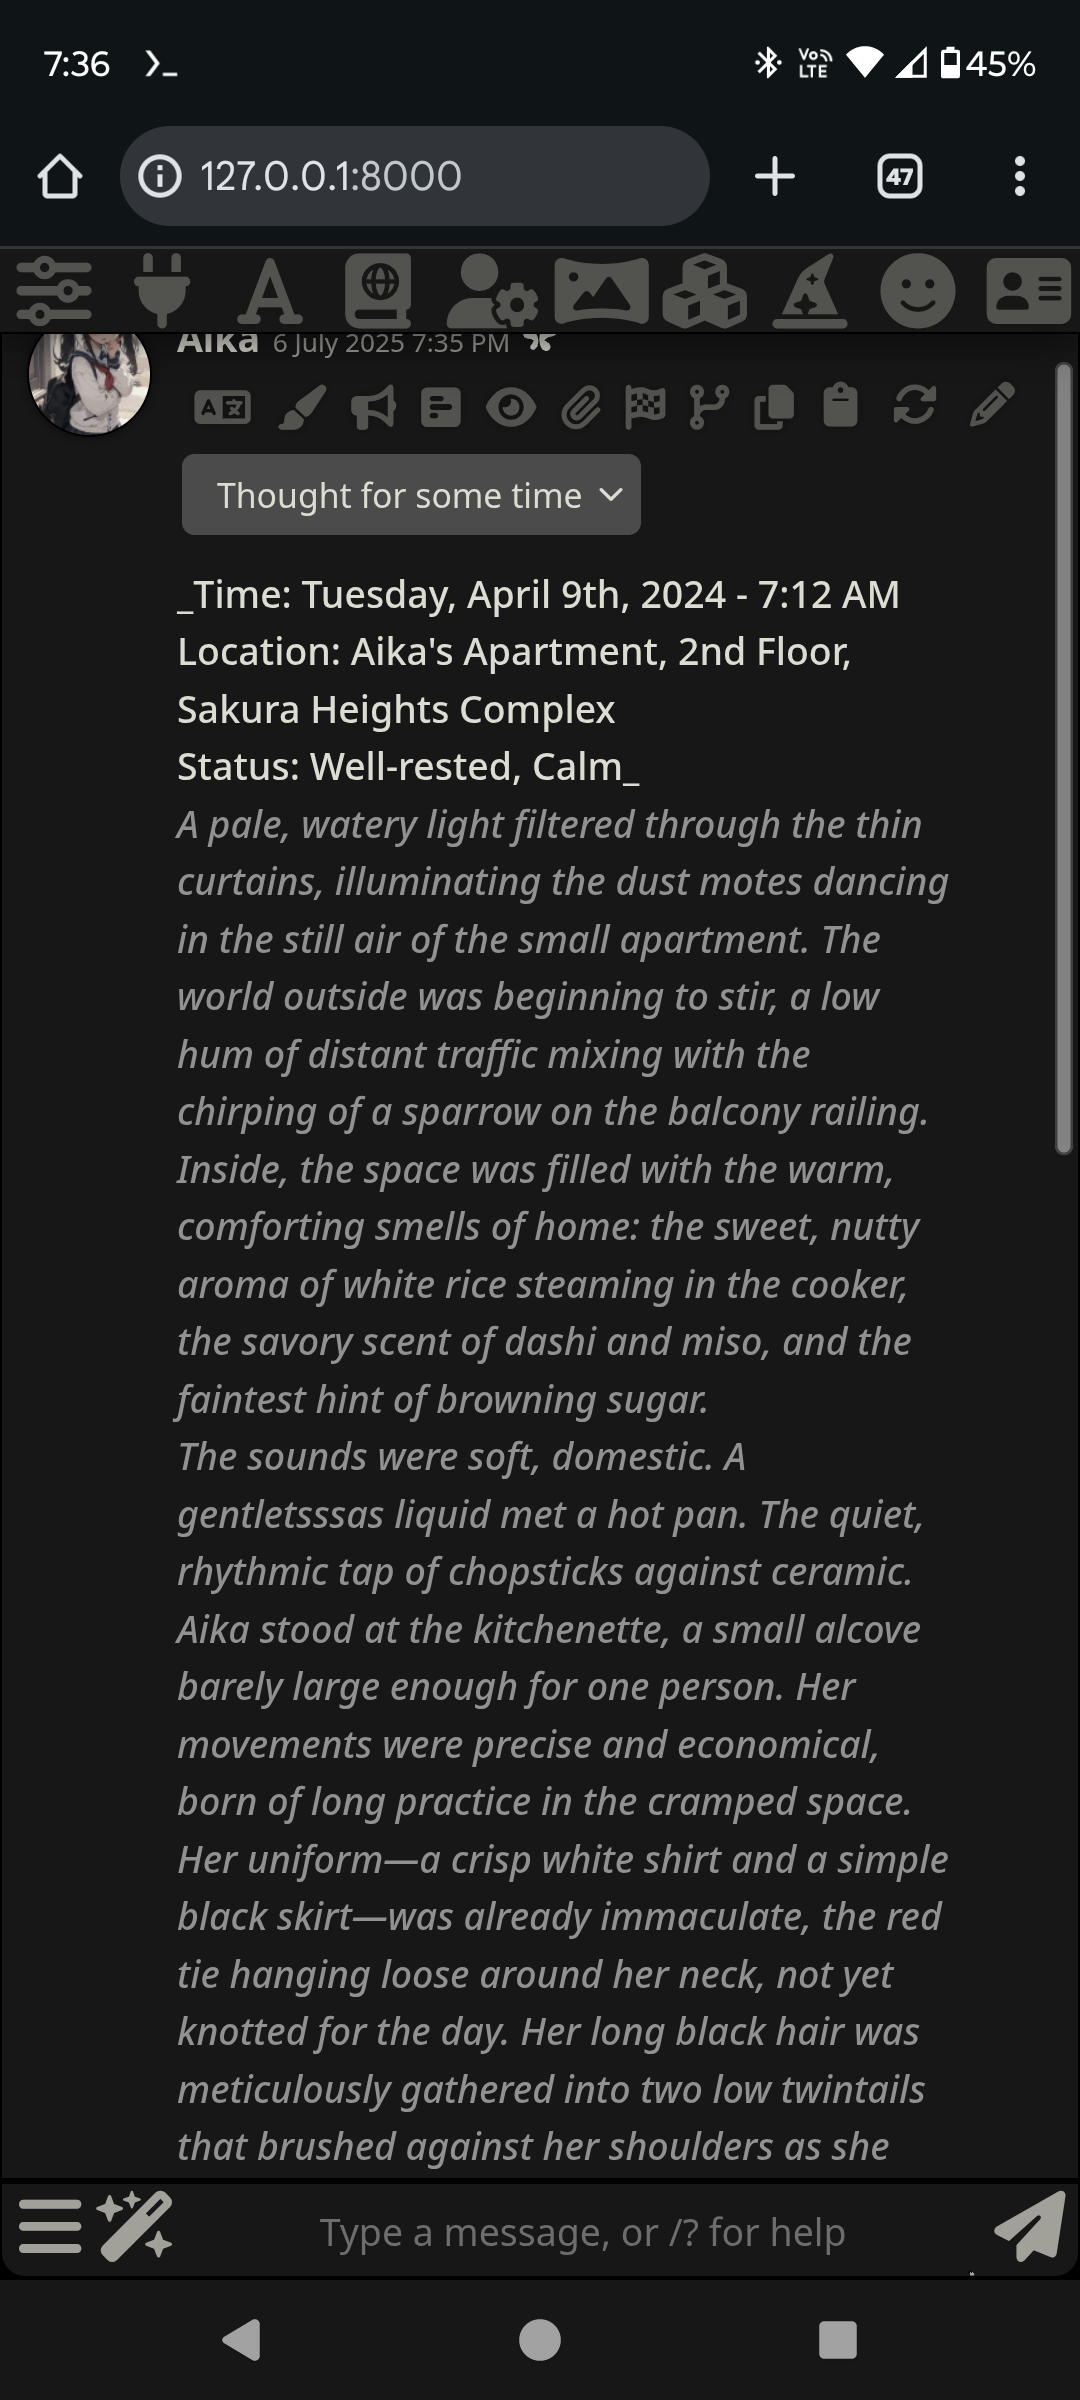 7:36
Vo
LTE
45%
127.0.0.1:8000
47
A
Aika 6 July 2025 7:35 PM
A
Thought for some time
_Time: Tuesday, April 9th, 2024 - 7:12 AM
Location: Aika's Apartment, 2nd Floor,
Sakura Heights Complex
Status: Well-rested, Calm_
A pale, watery light filtered through the thin
curtains, illuminating the dust motes dancing
in the still air of the small apartment. The
world outside was beginning to stir, a low
hum of distant traffic mixing with the
chirping of a sparrow on the balcony railing.
Inside, the space was filled with the warm,
comforting smells of home: the sweet, nutty
aroma of white rice steaming in the cooker,
the savory scent of dashi and miso, and the
faintest hint of browning sugar.
The sounds were soft, domestic. A
gentletsssas liquid met a hot pan. The quiet,
rhythmic tap of chopsticks against ceramic.
Aika stood at the kitchenette, a small alcove
barely large enough for one person. Her
movements were precise and economical,
born of long practice in the cramped space.
Her uniform—a crisp white shirt and a simple
black skirt—was already immaculate, the red
tie hanging loose around her neck, not yet
knotted for the day. Her long black hair was
meticulously gathered into two low twintails
that brushed against her shoulders as she
Type a message, or /? for help